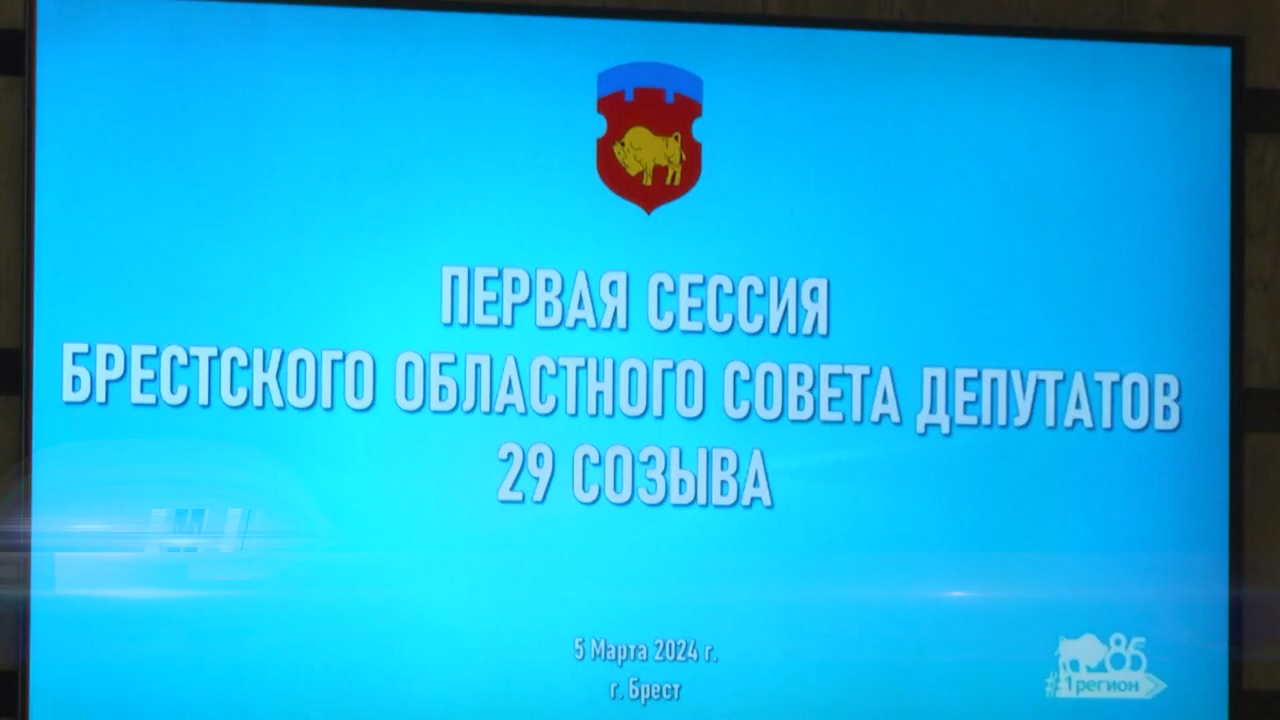 ПЕРВАЯ СЕССИЯ
БРЕСТСКОГО ОБЛАСТНОГО СОВЕТА ДЕПУТАТОВ
29 СОЗЫВА
5 Марта 2024 г.
г. Брест
85
#1регион